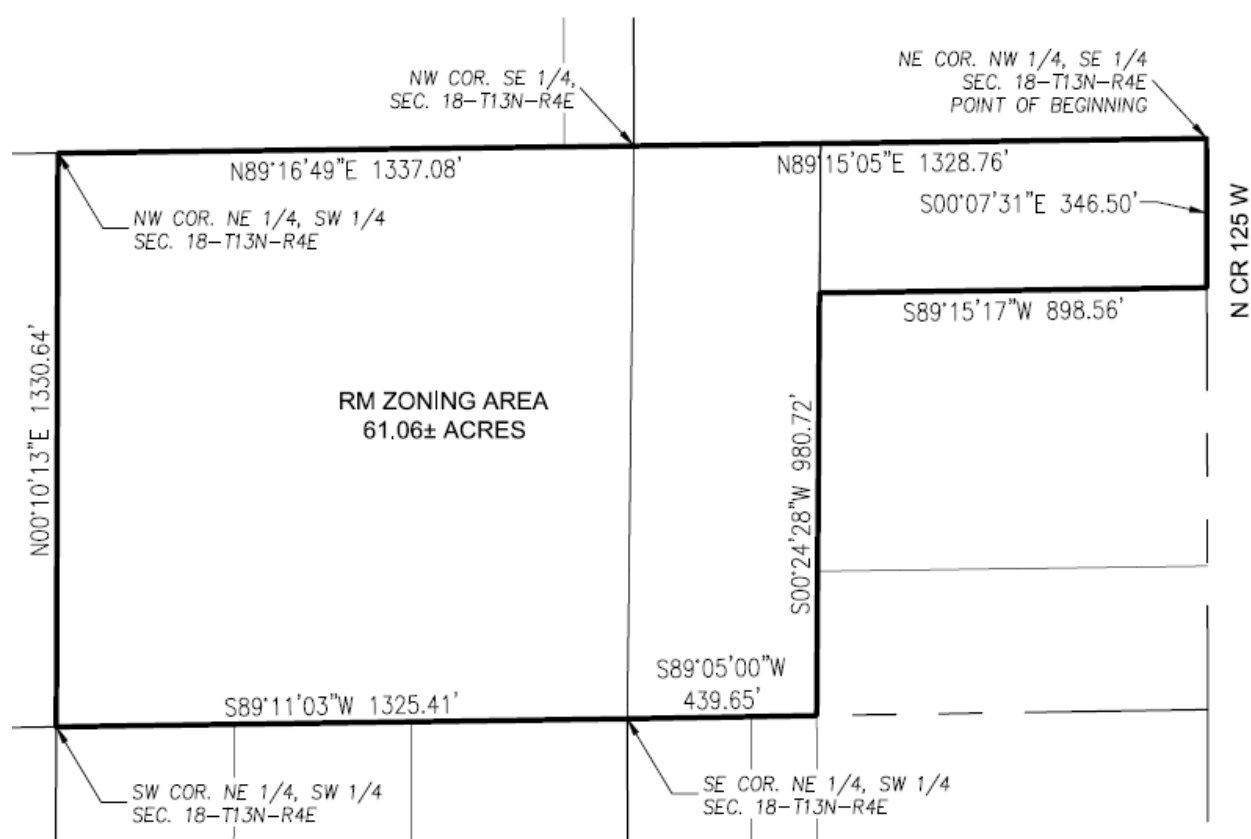 NW COR. SE 1/4,
SEC. 18-T13N-R4E
NE COR. NW 1/4, SE 1/4
SEC. 18-T13N-R4E
POINT OF BEGINNING
N89°16'49"E 1337.08'
N89°15'05"E 1328.76'
S00°07'31"E 346.50'
N CR 125 W
NW COR. NE 1/4, SW 1/4
SEC. 18-T13N-R4E
S89°15'17"W 898.56'
N00°10'13"E 1330.64'
RM ZONING AREA
61.06± ACRES
S00°24'28"W 980.72'
S89°05'00"W
439.65'
S89°11'03"W 1325.41'
SW COR. NE 1/4, SW 1/4
SEC. 18-T13N-R4E
SE COR. NE 1/4, SW 1/4
SEC. 18-T13N-R4E